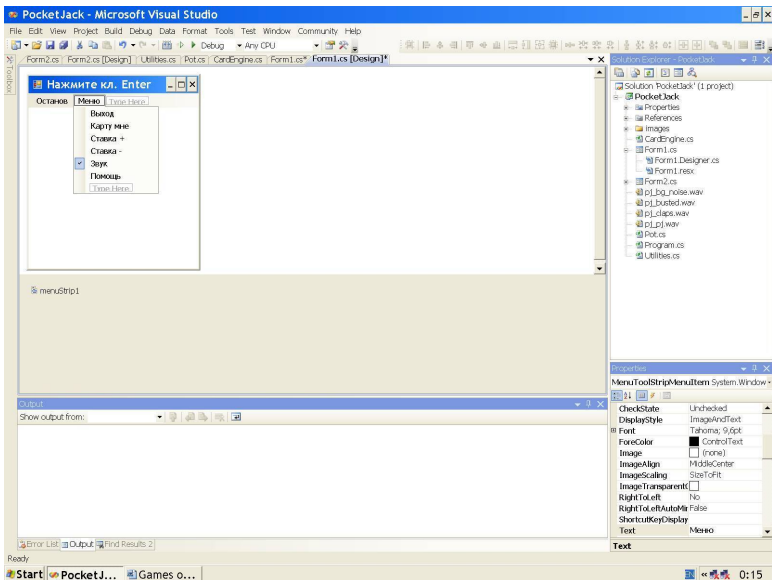 PocketJack - Microsoft Visual Studio
File Edit View Project Build Debug Data Format Tools Test Window Community Help
Debug Any CPU
Form2.cs Form2.cs [Design] Utilities.cs Pot.cs CardEngine.cs Form1.cs* Form1.cs [Design]*
Toolbox
Нажмите кл. Enter
Останов Меню Type Here
Выход
Карту мне
Ставка +
Ставка -
Звук
Помощь
Type Here
menuStrip1
Output
Show output from:
Error List Output Find Results 2
Ready
Solution Explorer - PocketJack
Solution 'PocketJack' (1 project)
PocketJack
Properties
References
images
CardEngine.cs
Form1.cs
Form1.Designer.cs
Form1.resx
Form2.cs
pj_bg_noise.wav
pj_busted.wav
pj_claps.wav
pj_pj.wav
Pot.cs
Program.cs
Utilities.cs
Properties
MenuToolStripMenuItem System.Window
CheckState Unchecked
DisplayStyle ImageAndText
Font Tahoma; 9,6pt
ForeColor ControlText
Image (none)
ImageAlign MiddleCenter
ImageScaling SizeToFit
ImageTransparent
RightToLeft No
RightToLeftAutoMir False
ShortcutKeyDisplay
Text Меню
Text
Start PocketJ... Games o... EN « 0:15